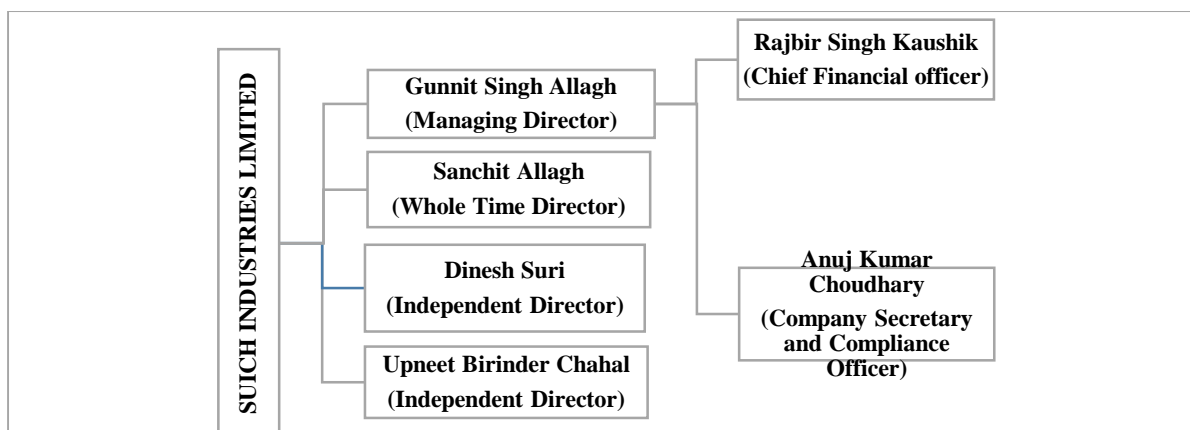 SUICH INDUSTRIES LIMITED
Gunnit Singh Allagh
(Managing Director)
Sanchit Allagh
(Whole Time Director)
Dinesh Suri
(Independent Director)
Upneet Birinder Chahal
(Independent Director)
Rajbir Singh Kaushik
(Chief Financial officer)
Anuj Kumar
Choudhary
(Company Secretary
and Compliance
Officer)